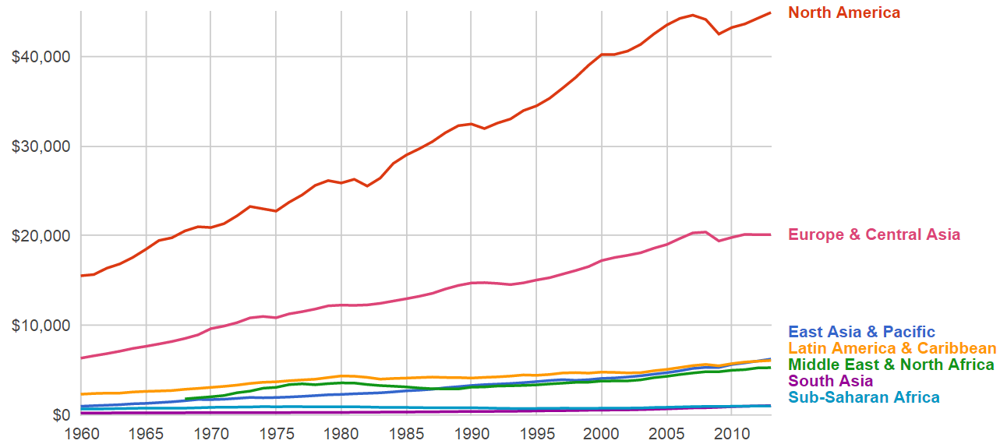 North America
$40,000
$30,000
$20,000
Europe & Central Asia
$10,000
East Asia & Pacific
Latin America & Caribbean
Middle East & North Africa
South Asia
Sub-Saharan Africa
$0
1960 1965 1970 1975 1980 1985 1990 1995 2000 2005 2010